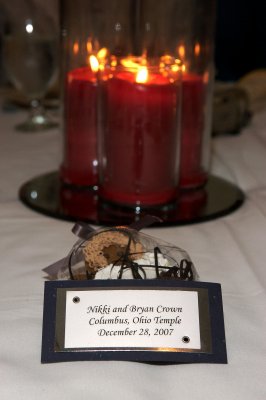 Nikki and Bryan Crown
Columbus, Ohio Temple
December 28, 2007